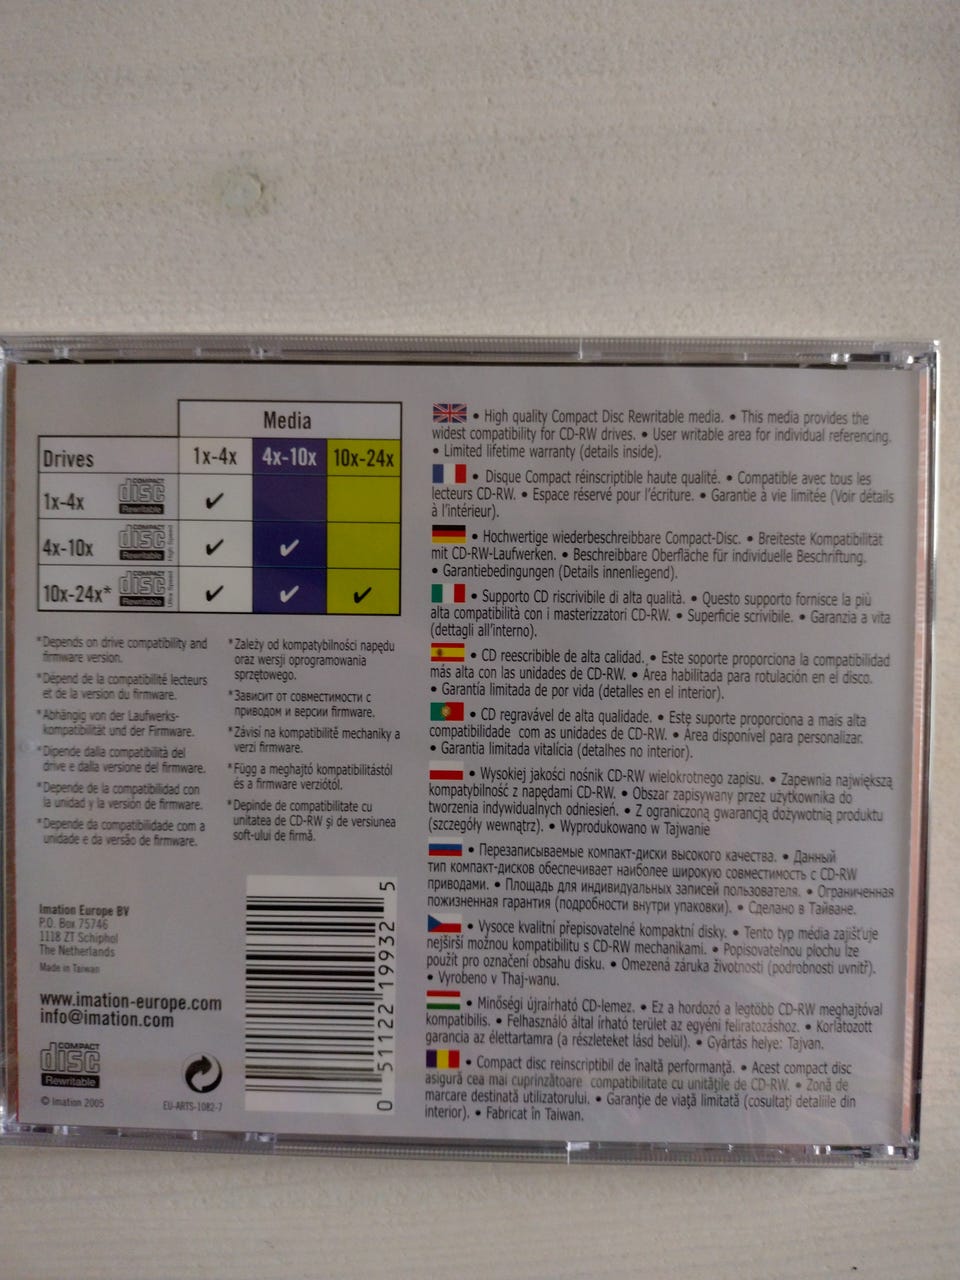 Media
Drives 1x-4x 4x-10x 10x-24x
1x-4x COMPACT disc Rewritable ✓
4x-10x COMPACT disc Rewritable High Speed ✓ ✓
10x-24x* COMPACT disc Rewritable Ultra Speed ✓ ✓ ✓
*Depends on drive compatibility and
firmware version.
*Dépend de la compatibilité lecteurs
et de la version du firmware.
*Abhängig von der Laufwerks-
kompatibilität und der Firmware.
*Dipende dalla compatibilità del
drive e dalla versione del firmware.
*Depende de la compatibilidad con
la unidad y la versión de firmware.
*Depende da compatibilidade com a
unidade e da versão de firmware.
*Zależy od kompatybilności napędu
oraz wersji oprogramowania
sprzętowego.
*Зависит от совместимости с
приводом и версии firmware.
*Závisí na kompatibilitě mechaniky a
verzi firmware.
*Függ a meghajtó kompatibilitástól
és a firmware verziótól.
*Depinde de compatibilitate cu
unitatea de CD-RW și de versiunea
soft-ului de firmă.
Imation Europe BV
P.O. Box 75746
1118 ZT Schiphol
The Netherlands
Made in Taiwan
www.imation-europe.com
info@imation.com
COMPACT
disc
Rewritable
© Imation 2005
EU-ARTS-1082-7
0 51122 19932 5
• High quality Compact Disc Rewritable media. • This media provides the
widest compatibility for CD-RW drives. • User writable area for individual referencing.
• Limited lifetime warranty (details inside).
• Disque Compact réinscriptible haute qualité. • Compatible avec tous les
lecteurs CD-RW. • Espace réservé pour l'écriture. • Garantie à vie limitée (Voir détails
à l'intérieur).
• Hochwertige wiederbeschreibbare Compact-Disc. • Breiteste Kompatibilität
mit CD-RW-Laufwerken. • Beschreibbare Oberfläche für individuelle Beschriftung.
• Garantiebedingungen (Details innenliegend).
• Supporto CD riscrivibile di alta qualità. • Questo supporto fornisce la più
alta compatibilità con i masterizzatori CD-RW. • Superficie scrivibile. • Garanzia a vita
(dettagli all'interno).
• CD reescribible de alta calidad. • Este soporte proporciona la compatibilidad
más alta con las unidades de CD-RW. • Área habilitada para rotulación en el disco.
• Garantía limitada de por vida (detalles en el interior).
• CD regravável de alta qualidade. • Este suporte proporciona a mais alta
compatibilidade com as unidades de CD-RW. • Área disponível para personalizar.
• Garantia limitada vitalícia (detalhes no interior).
• Wysokiej jakości nośnik CD-RW wielokrotnego zapisu. • Zapewnia największą
kompatybilność z napędami CD-RW. • Obszar zapisywany przez użytkownika do
tworzenia indywidualnych odniesień. • Z ograniczoną gwarancją dożywotnią produktu
(szczegóły wewnątrz). • Wyprodukowano w Tajwanie
• Перезаписываемые компакт-диски высокого качества. • Данный
тип компакт-дисков обеспечивает наиболее широкую совместимость с CD-RW
приводами. • Площадь для индивидуальных записей пользователя. • Ограниченная
пожизненная гарантия (подробности внутри упаковки). • Сделано в Тайване.
• Vysoce kvalitní přepisovatelné kompaktní disky. • Tento typ média zajišťuje
nejširší možnou kompatibilitu s CD-RW mechanikami. • Popisovatelnou plochu lze
použít pro označení obsahu disku. • Omezená záruka životnosti (podrobnosti uvnitř).
• Vyrobeno v Thaj-wanu.
• Minőségi újraírható CD-lemez. • Ez a hordozó a legtöbb CD-RW meghajtóval
kompatibilis. • Felhasználó által írható terület az egyéni feliratozáshoz. • Korlátozott
garancia az élettartamra (a részleteket lásd belül). • Gyártás helye: Tajvan.
• Compact disc reinscriptibil de înaltă performanță. • Acest compact disc
asigură cea mai cuprinzătoare compatibilitate cu unitățile de CD-RW. • Zonă de
marcare destinată utilizatorului. • Garanție de viață limitată (cosultați detaliile din
interior). • Fabricat în Taiwan.